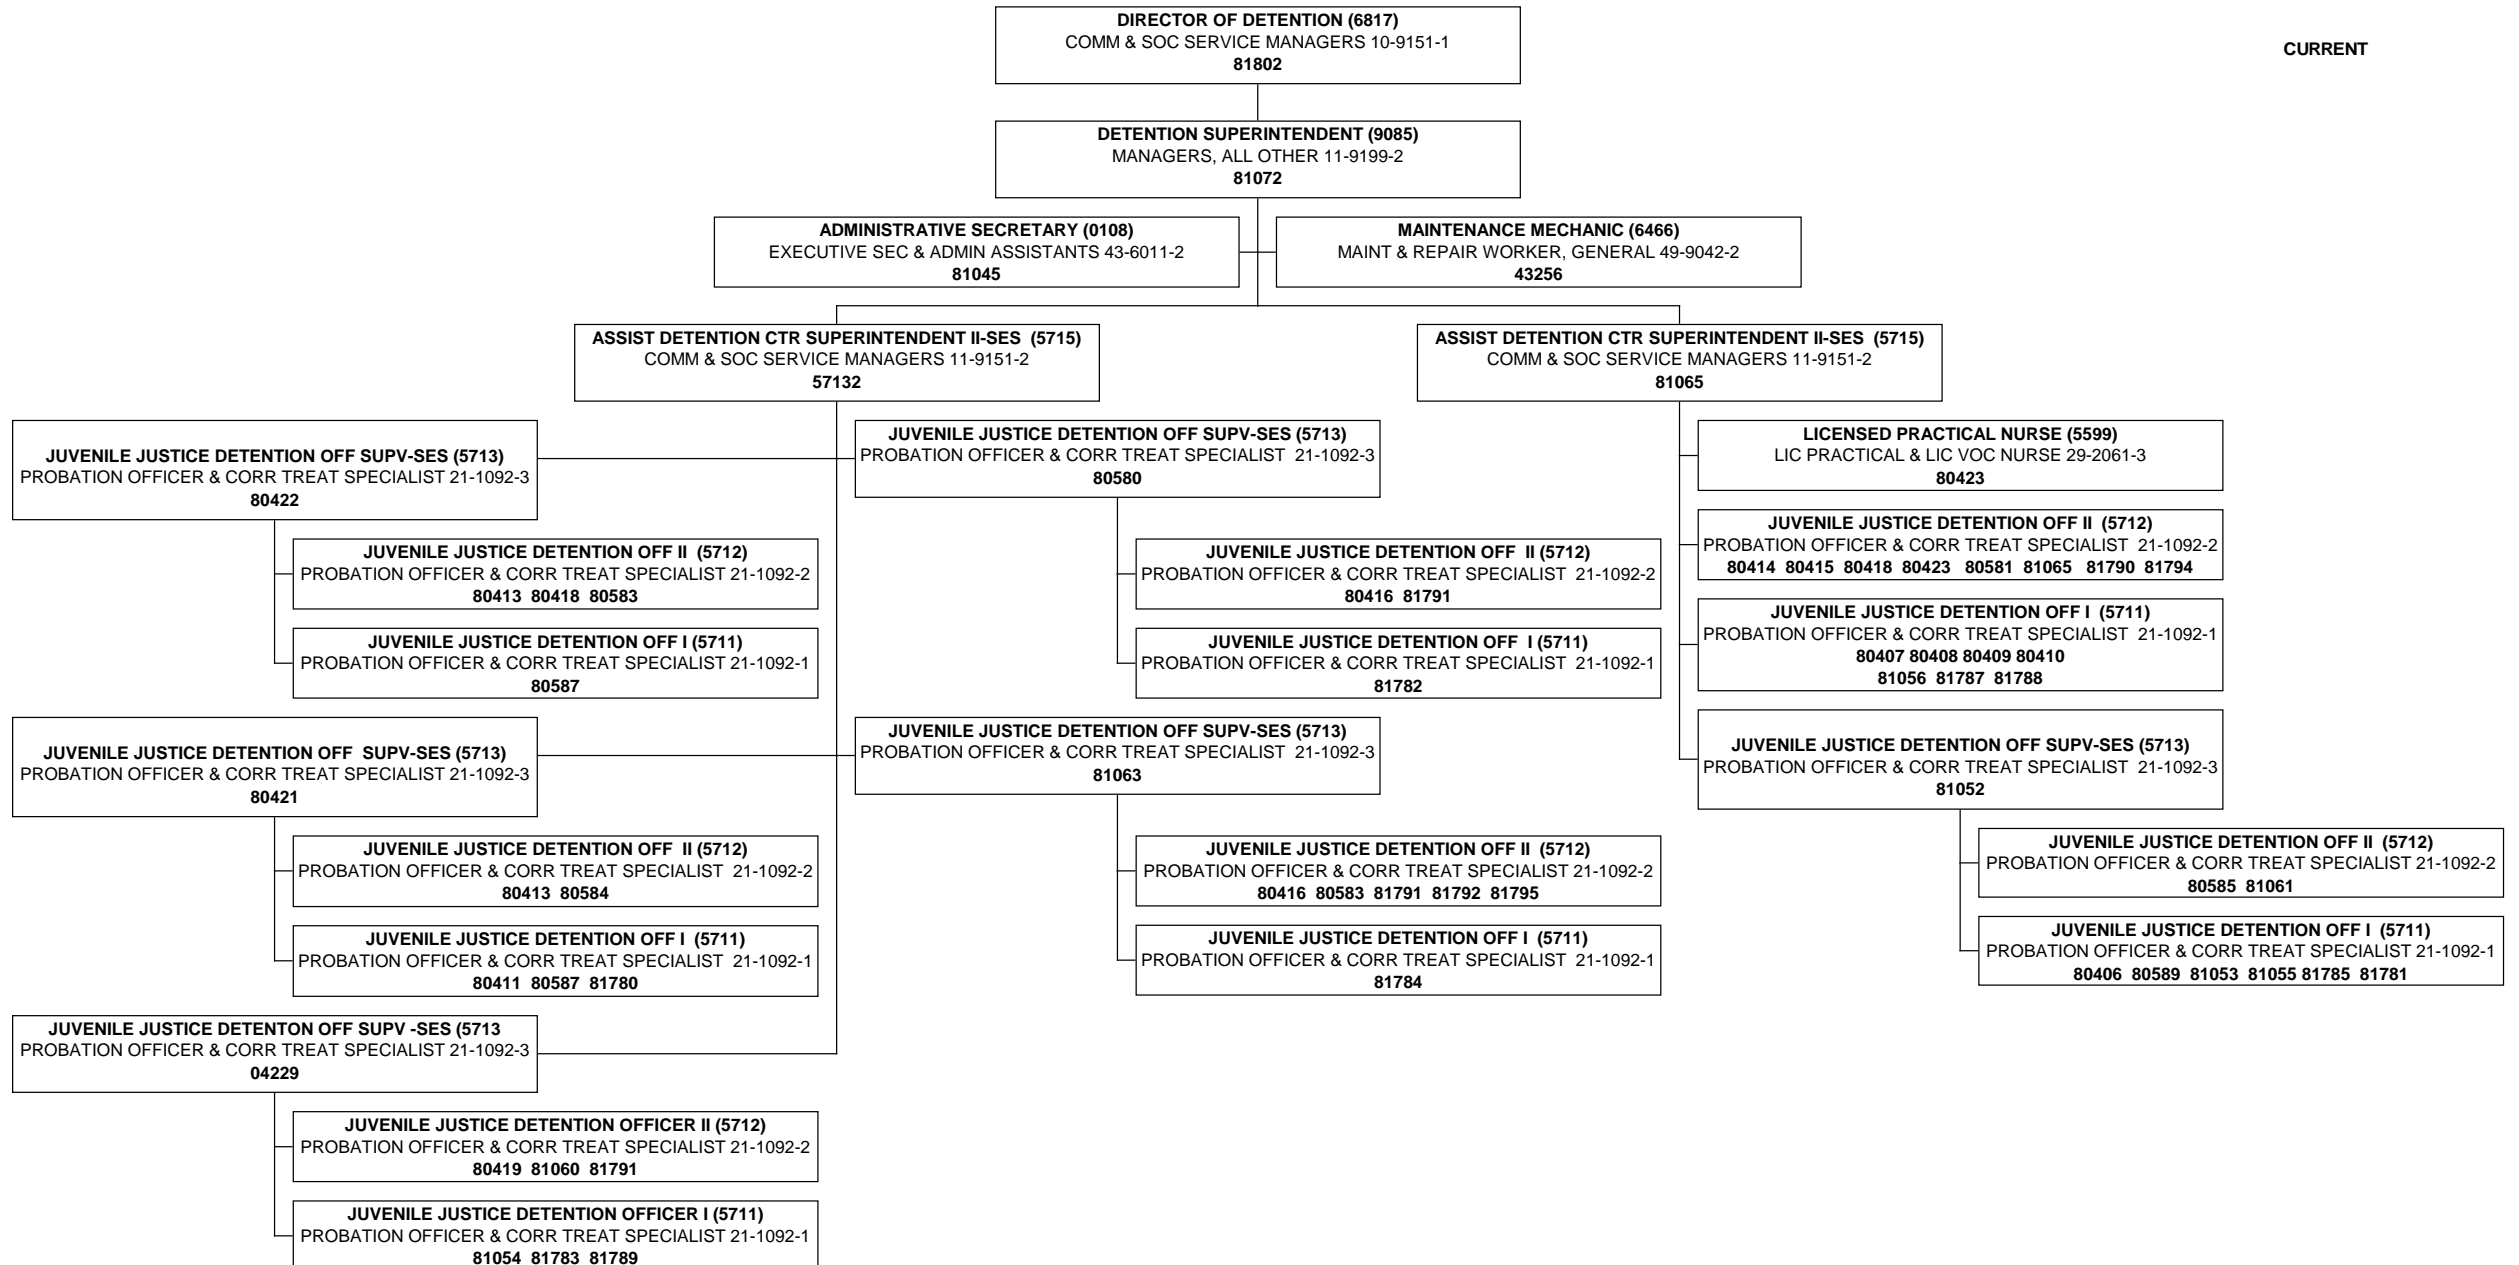 DIRECTOR OF DETENTION (6817)
COMM & SOC SERVICE MANAGERS 10-9151-1
81802
CURRENT
DETENTION SUPERINTENDENT (9085)
MANAGERS, ALL OTHER 11-9199-2
81072
ADMINISTRATIVE SECRETARY (0108)
EXECUTIVE SEC & ADMIN ASSISTANTS 43-6011-2
81045
MAINTENANCE MECHANIC (6466)
MAINT & REPAIR WORKER, GENERAL 49-9042-2
43256
ASSIST DETENTION CTR SUPERINTENDENT II-SES (5715)
COMM & SOC SERVICE MANAGERS 11-9151-2
57132
ASSIST DETENTION CTR SUPERINTENDENT II-SES (5715)
COMM & SOC SERVICE MANAGERS 11-9151-2
81065
JUVENILE JUSTICE DETENTION OFF SUPV-SES (5713)
PROBATION OFFICER & CORR TREAT SPECIALIST 21-1092-3
80422
JUVENILE JUSTICE DETENTION OFF II (5712)
PROBATION OFFICER & CORR TREAT SPECIALIST 21-1092-2
80413 80418 80583
JUVENILE JUSTICE DETENTION OFF I (5711)
PROBATION OFFICER & CORR TREAT SPECIALIST 21-1092-1
80587
JUVENILE JUSTICE DETENTION OFF SUPV-SES (5713)
PROBATION OFFICER & CORR TREAT SPECIALIST 21-1092-3
80421
JUVENILE JUSTICE DETENTION OFF II (5712)
PROBATION OFFICER & CORR TREAT SPECIALIST 21-1092-2
80413 80584
JUVENILE JUSTICE DETENTION OFF I (5711)
PROBATION OFFICER & CORR TREAT SPECIALIST 21-1092-1
80411 80587 81780
JUVENILE JUSTICE DETENTON OFF SUPV -SES (5713
PROBATION OFFICER & CORR TREAT SPECIALIST 21-1092-3
04229
JUVENILE JUSTICE DETENTION OFFICER II (5712)
PROBATION OFFICER & CORR TREAT SPECIALIST 21-1092-2
80419 81060 81791
JUVENILE JUSTICE DETENTION OFFICER I (5711)
PROBATION OFFICER & CORR TREAT SPECIALIST 21-1092-1
81054 81783 81789
JUVENILE JUSTICE DETENTION OFF SUPV-SES (5713)
PROBATION OFFICER & CORR TREAT SPECIALIST 21-1092-3
80580
JUVENILE JUSTICE DETENTION OFF II (5712)
PROBATION OFFICER & CORR TREAT SPECIALIST 21-1092-2
80416 81791
JUVENILE JUSTICE DETENTION OFF I (5711)
PROBATION OFFICER & CORR TREAT SPECIALIST 21-1092-1
81782
JUVENILE JUSTICE DETENTION OFF SUPV-SES (5713)
PROBATION OFFICER & CORR TREAT SPECIALIST 21-1092-3
81063
JUVENILE JUSTICE DETENTION OFF II (5712)
PROBATION OFFICER & CORR TREAT SPECIALIST 21-1092-2
80416 80583 81791 81792 81795
JUVENILE JUSTICE DETENTION OFF I (5711)
PROBATION OFFICER & CORR TREAT SPECIALIST 21-1092-1
81784
LICENSED PRACTICAL NURSE (5599)
LIC PRACTICAL & LIC VOC NURSE 29-2061-3
80423
JUVENILE JUSTICE DETENTION OFF II (5712)
PROBATION OFFICER & CORR TREAT SPECIALIST 21-1092-2
80414 80415 80418 80423 80581 81065 81790 81794
JUVENILE JUSTICE DETENTION OFF I (5711)
PROBATION OFFICER & CORR TREAT SPECIALIST 21-1092-1
80407 80408 80409 80410
81056 81787 81788
JUVENILE JUSTICE DETENTION OFF SUPV-SES (5713)
PROBATION OFFICER & CORR TREAT SPECIALIST 21-1092-3
81052
JUVENILE JUSTICE DETENTION OFF II (5712)
PROBATION OFFICER & CORR TREAT SPECIALIST 21-1092-2
80585 81061
JUVENILE JUSTICE DETENTION OFF I (5711)
PROBATION OFFICER & CORR TREAT SPECIALIST 21-1092-1
80406 80589 81053 81055 81785 81781